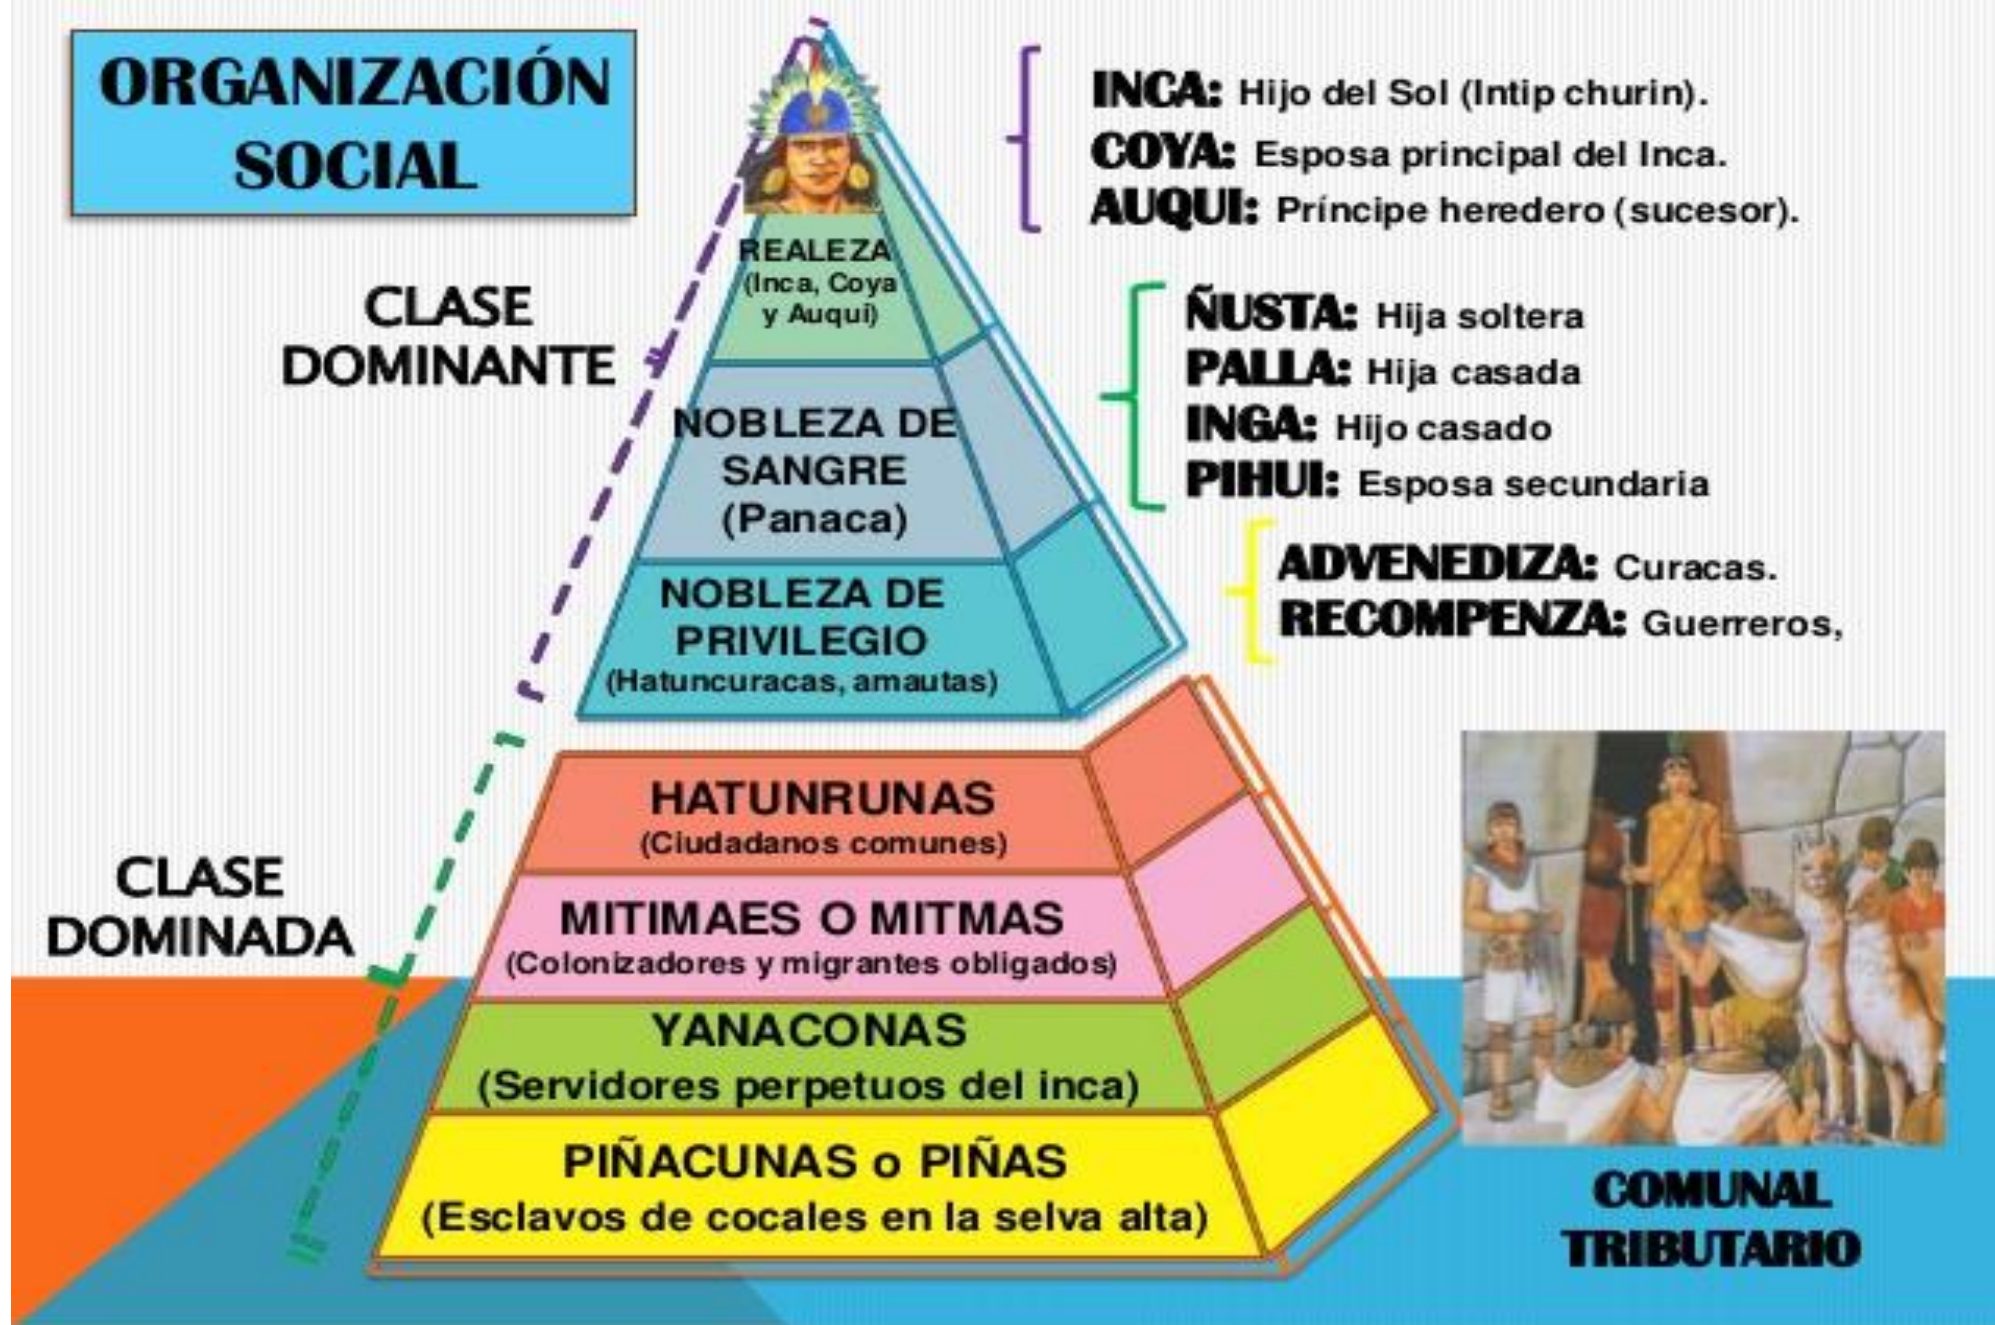 ORGANIZACIÓN
SOCIAL
INCA: Hijo del Sol (Intip churin).
COYA: Esposa principal del Inca.
AUQUI: Príncipe heredero (sucesor).
CLASE
DOMINANTE
REALEZA
(Inca, Coya
y Auqui)
ÑUSTA: Hija soltera
PALLA: Hija casada
INGA: Hijo casado
PIHUI: Esposa secundaria
NOBLEZA DE
SANGRE
(Panaca)
ADVENEDIZA: Curacas.
RECOMPENZA: Guerreros,
NOBLEZA DE
PRIVILEGIO
(Hatuncuracas, amautas)
CLASE
DOMINADA
HATUNRUNAS
(Ciudadanos comunes)
MITIMAES O MITMAS
(Colonizadores y migrantes obligados)
YANACONAS
(Servidores perpetuos del inca)
PIÑACUNAS o PIÑAS
(Esclavos de cocales en la selva alta)
COMUNAL
TRIBUTARIO